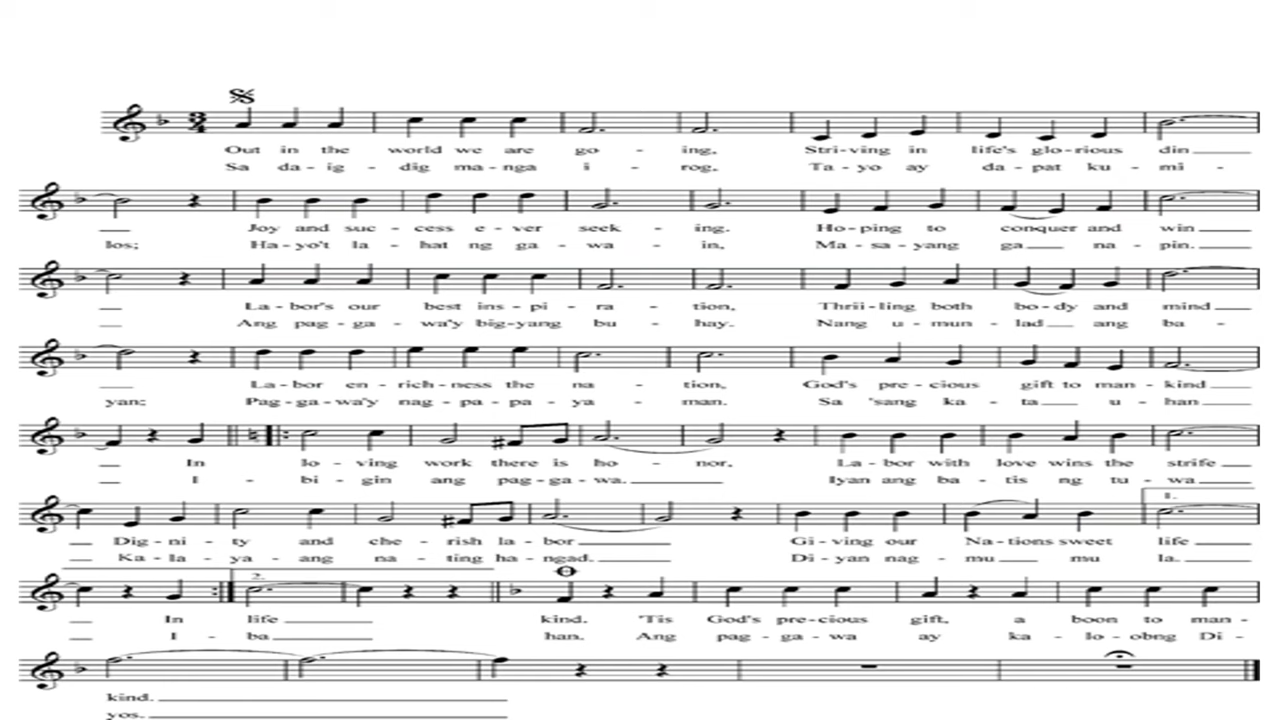 3
4
Out in the world we are go - ing, Stri-ving in life's glo-rious din
Sa da-ig - dig ma-nga i - rog, Ta-yo ay da-pat ku - mi -
Joy and suc - cess e - ver seek - ing. Ho-ping to conquer and win
los; Ha-yo't la - hat ng ga - wa - in, Ma-sa-yang ga na - pin.
La-bor's our best ins-pi-ra - tion, Thrill-ling both bo-dy and mind
Ang pag-ga - wa'y big-yang bu - hay. Nang u-mun-lad ang ba -
La-bor en-rich-ness the na - tion, God's pre-cious gift to man-kind
yan; Pag-ga-wa'y nag-pa-pa-ya - man. Sa 'sang ka - ta u - han
In lo - ving work there is ho - nor, La-bor with love wins the strife
I - bi - gin ang pag-ga-wa. Iyan ang ba - tis ng tu - wa
1.
Dig-ni - ty and che-rish la-bor Gi-ving our Na-tions sweet life
Ka-la - ya - ang na - ting ha-ngad. Di-yan nag - mu mu la.
2.
In life kind. 'Tis God's pre-cious gift, a boon to man-
I - ba han. Ang pag-ga-wa ay ka-lo-obng Di-
kind.
yos.